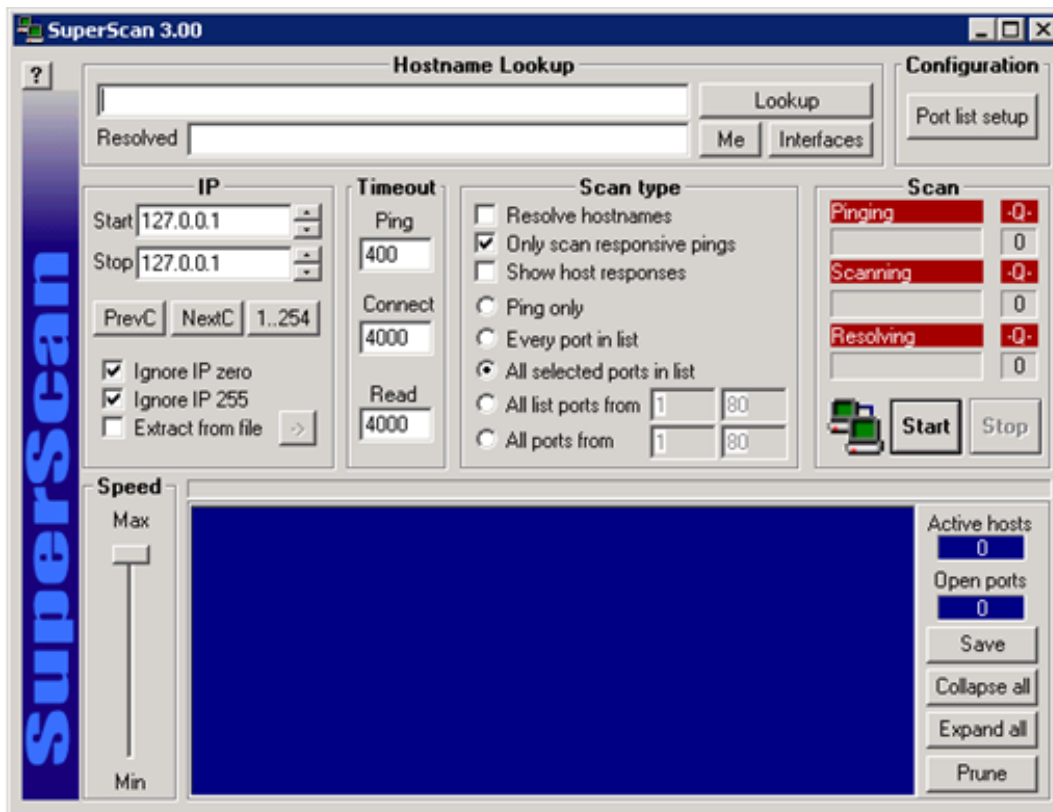 SuperScan 3.00
?
Hostname Lookup
Lookup
Resolved
Me
Interfaces
Configuration
Port list setup
IP
Start 127.0.0.1
Stop 127.0.0.1
PrevC NextC 1..254
Ignore IP zero
Ignore IP 255
Extract from file ->
Timeout
Ping
400
Connect
4000
Read
4000
Scan type
Resolve hostnames
Only scan responsive pings
Show host responses
Ping only
Every port in list
All selected ports in list
All list ports from 1 80
All ports from 1 80
Scan
Pinging -Q-
0
Scanning -Q-
0
Resolving -Q-
0
Start Stop
SuperScan
Speed
Max
Min
Active hosts
0
Open ports
0
Save
Collapse all
Expand all
Prune